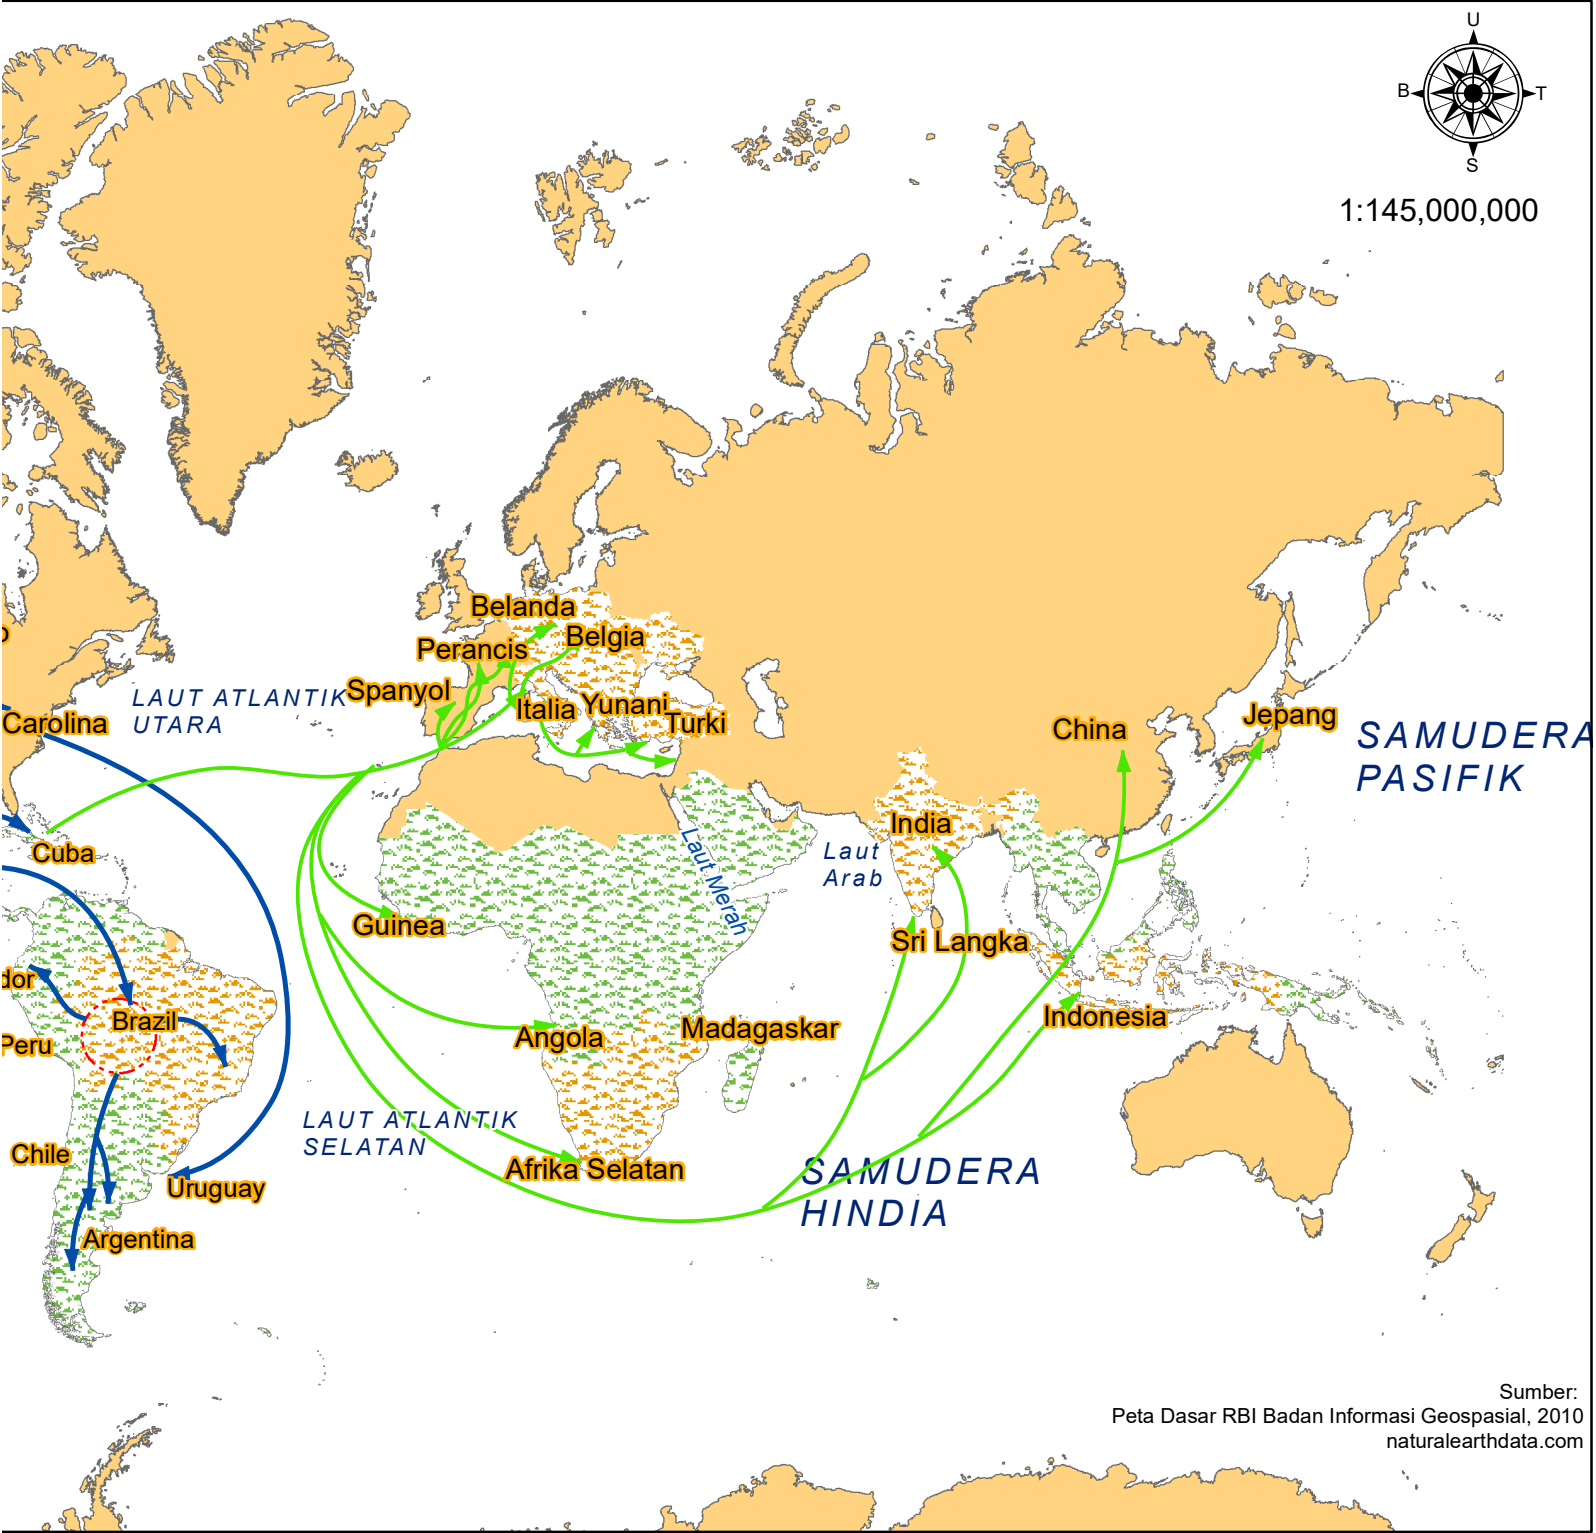 U
B
T
S
1:145,000,000
Belanda
Belgia
Perancis
Spanyol
LAUT ATLANTIK
UTARA
Italia
Yunani
Turki
Carolina
China
Jepang
SAMUDERA
PASIFIK
India
Laut Merah
Laut
Arab
Cuba
Guinea
Sri Langka
dor
Brazil
Indonesia
Peru
Angola
Madagaskar
LAUT ATLANTIK
SELATAN
Chile
Afrika Selatan
SAMUDERA
HINDIA
Uruguay
Argentina
Sumber:
Peta Dasar RBI Badan Informasi Geospasial, 2010
naturalearthdata.com